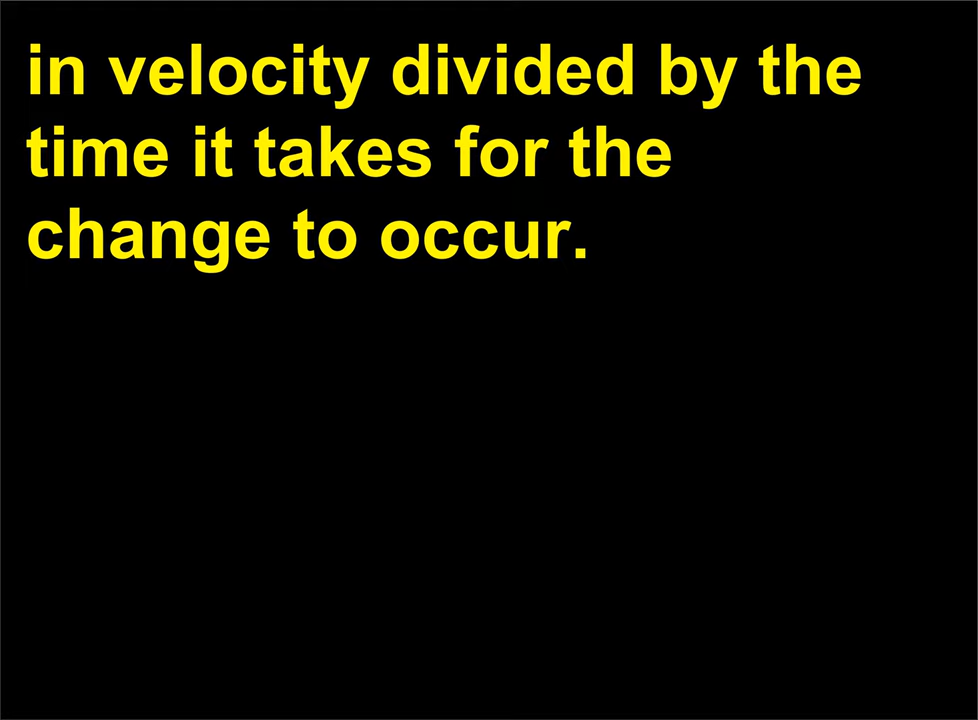 in velocity divided by the
time it takes for the
change to occur.